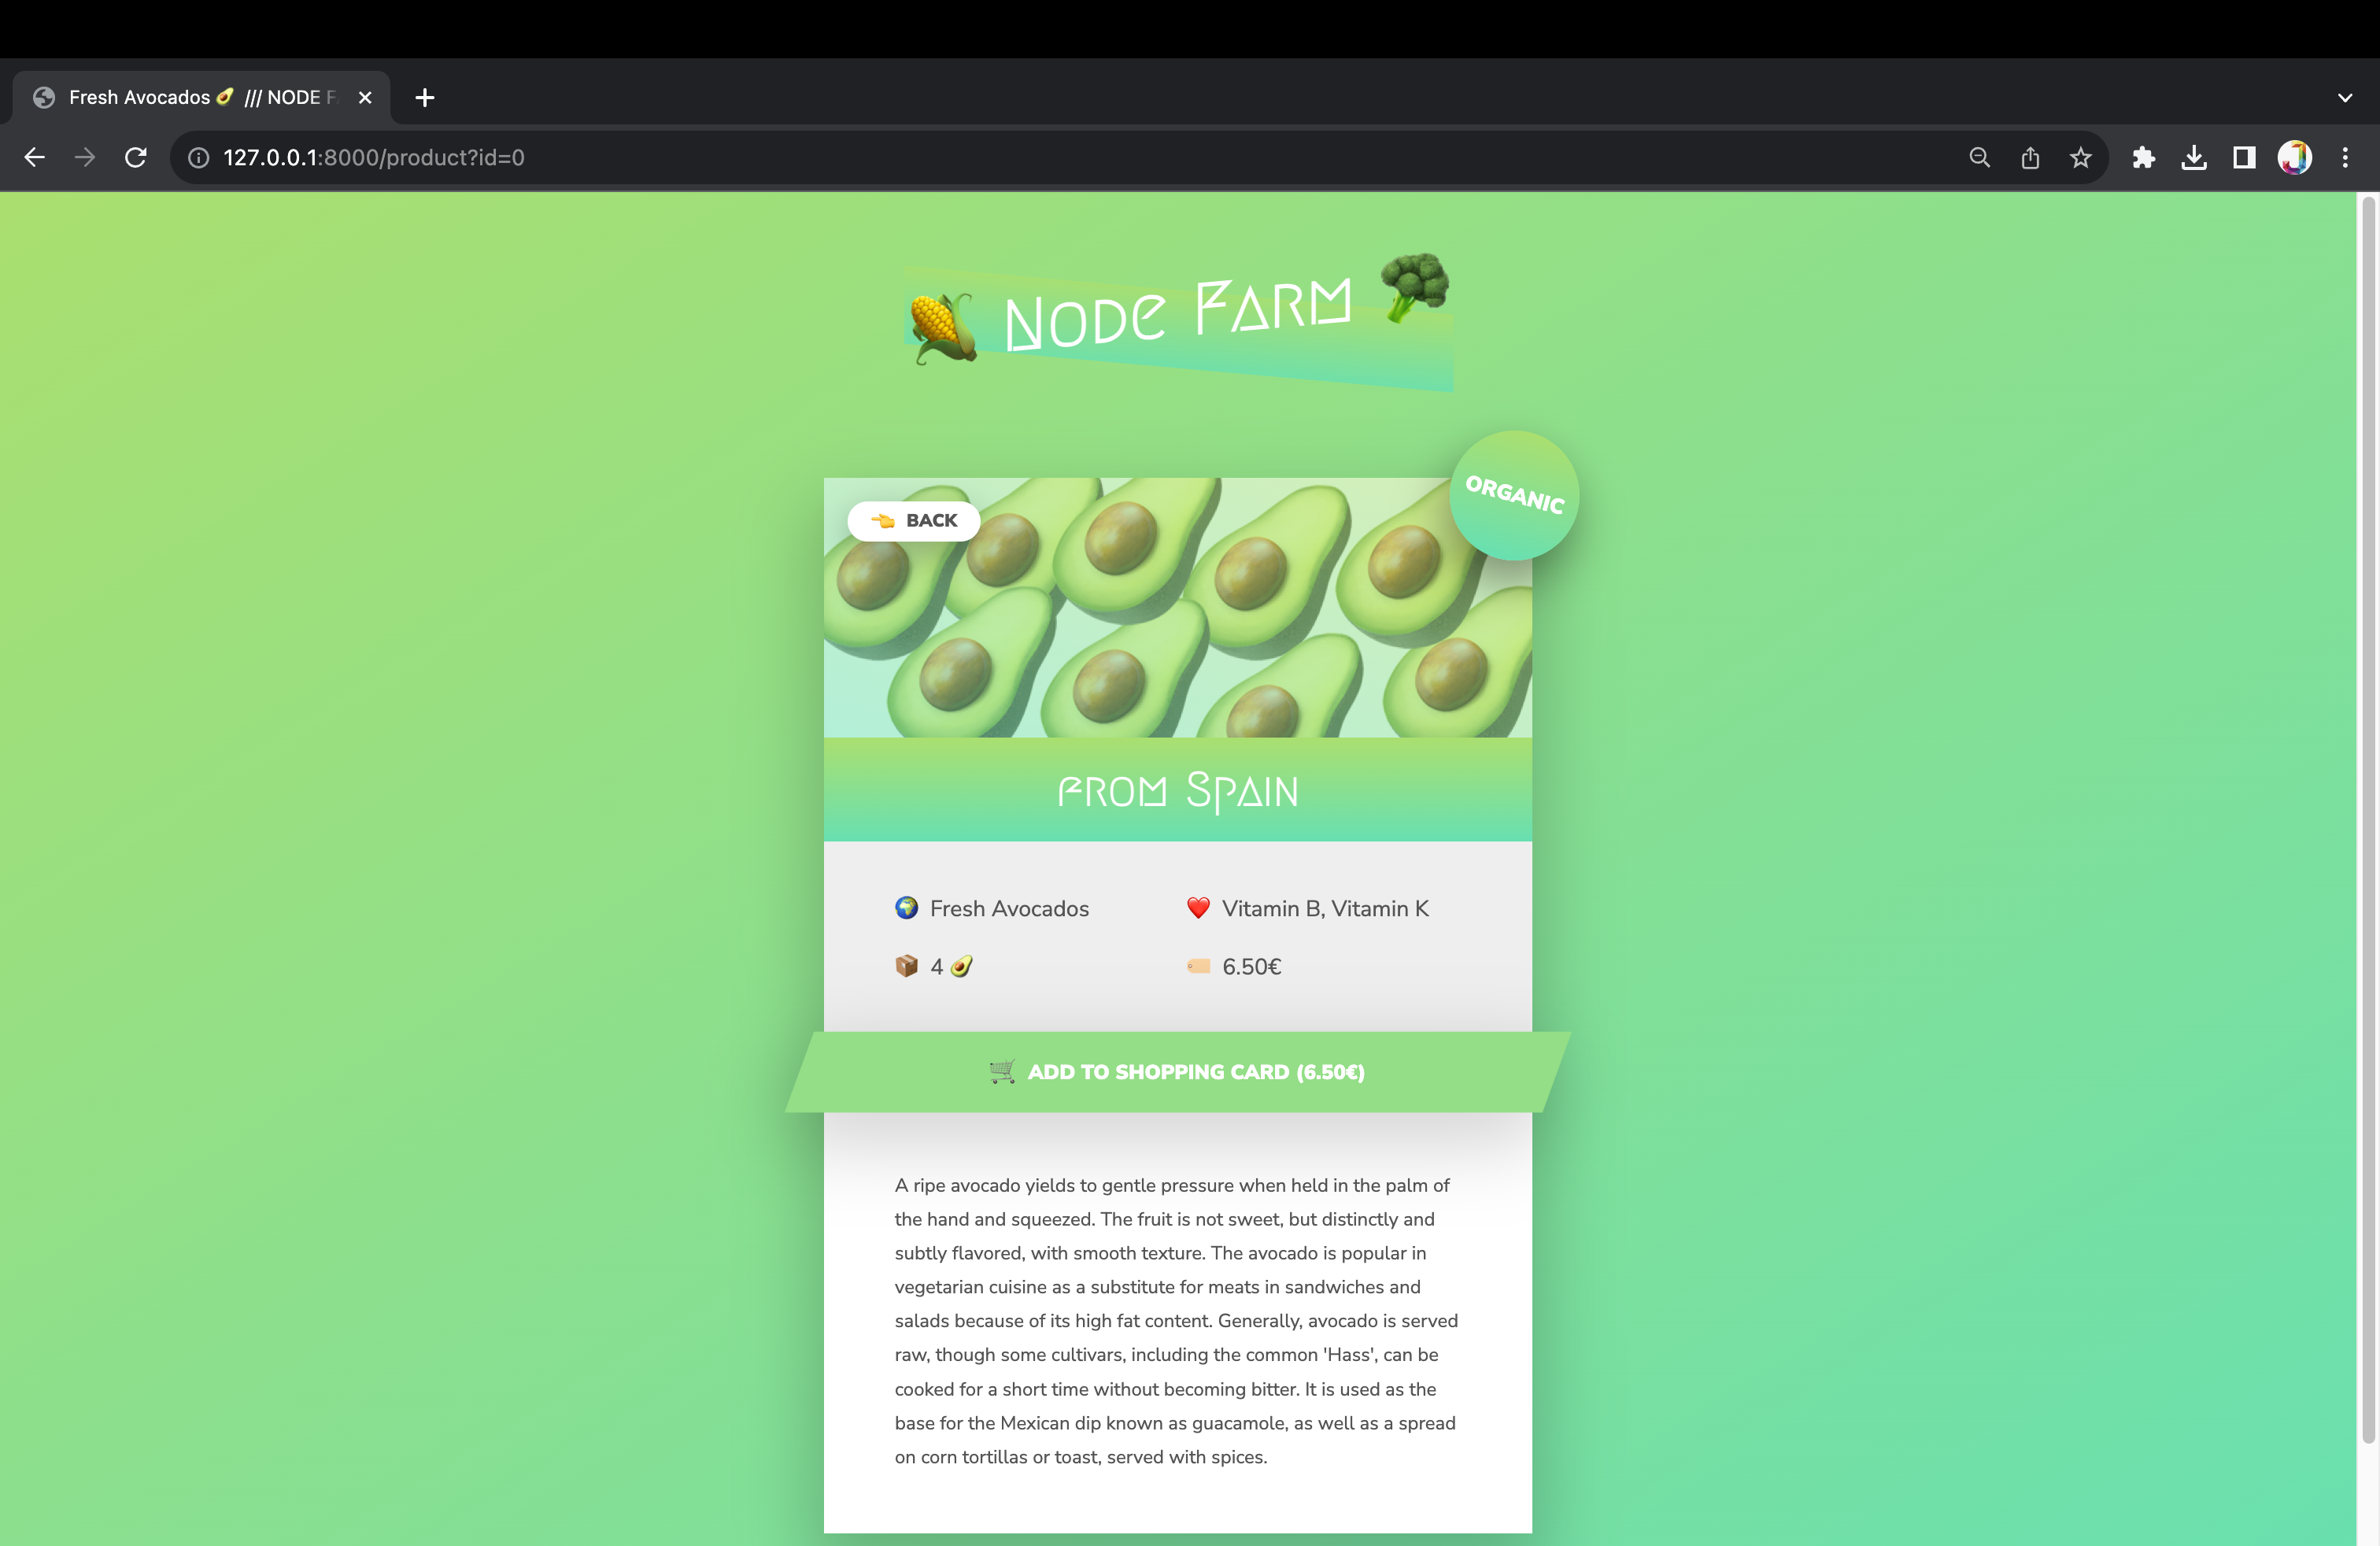 Fresh Avocados🥑 /// NODE F
127.0.0.1:8000/product?id=0
Node Farm
ORGANIC
BACK
From Spain
Fresh Avocados
Vitamin B, Vitamin K
4 🥑
6.50€
ADD TO SHOPPING CARD (6.50€)
A ripe avocado yields to gentle pressure when held in the palm of
the hand and squeezed. The fruit is not sweet, but distinctly and
subtly flavored, with smooth texture. The avocado is popular in
vegetarian cuisine as a substitute for meats in sandwiches and
salads because of its high fat content. Generally, avocado is served
raw, though some cultivars, including the common 'Hass', can be
cooked for a short time without becoming bitter. It is used as the
base for the Mexican dip known as guacamole, as well as a spread
on corn tortillas or toast, served with spices.